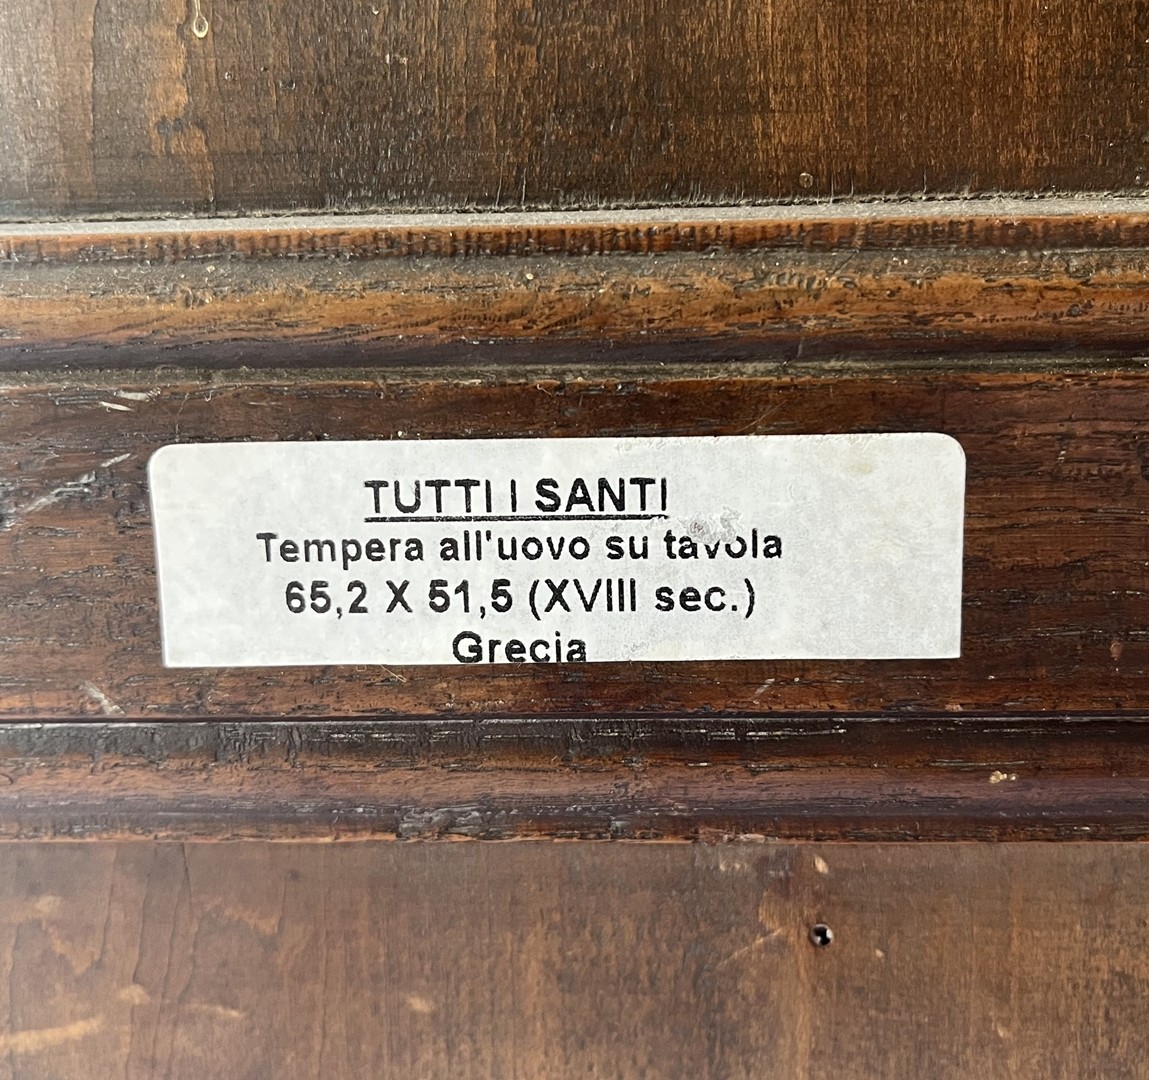 TUTTI I SANTI
Tempera all'uovo su tavola
65,2 X 51,5 (XVIII sec.)
Grecia